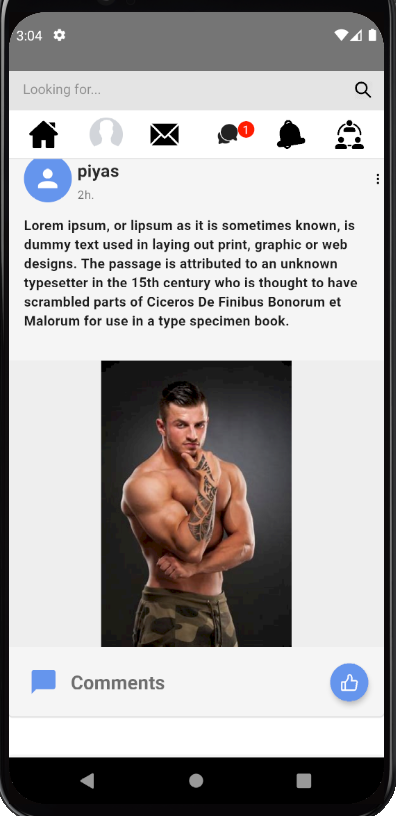 3:04
Looking for...
1
piyas
2h.
Lorem ipsum, or lipsum as it is sometimes known, is
dummy text used in laying out print, graphic or web
designs. The passage is attributed to an unknown
typesetter in the 15th century who is thought to have
scrambled parts of Ciceros De Finibus Bonorum et
Malorum for use in a type specimen book.
Comments